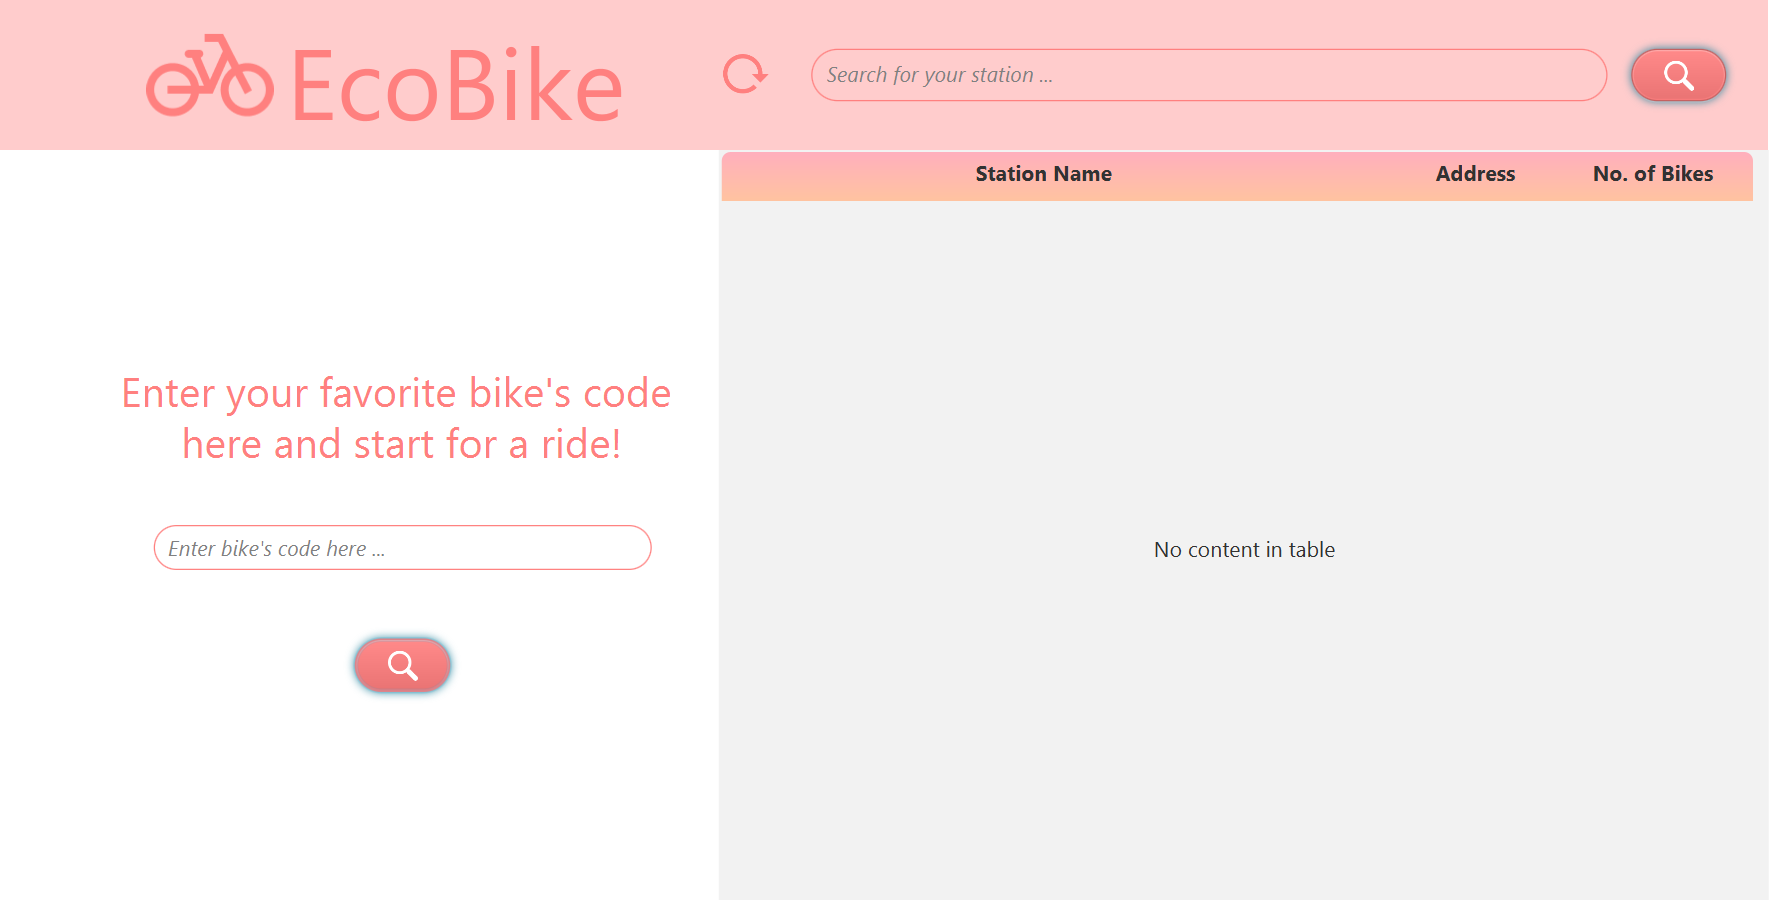 EcoBike
Search for your station ...
Station Name Address No. of Bikes
Enter your favorite bike's code
here and start for a ride!
Enter bike's code here ...
No content in table